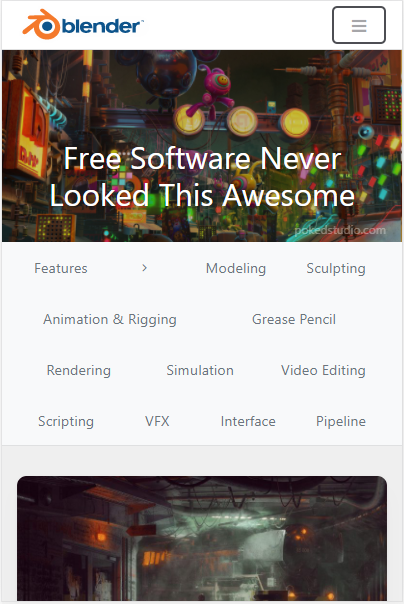 blender™
Free Software Never
Looked This Awesome
pokedstudio.com
Features > Modeling Sculpting
Animation & Rigging Grease Pencil
Rendering Simulation Video Editing
Scripting VFX Interface Pipeline